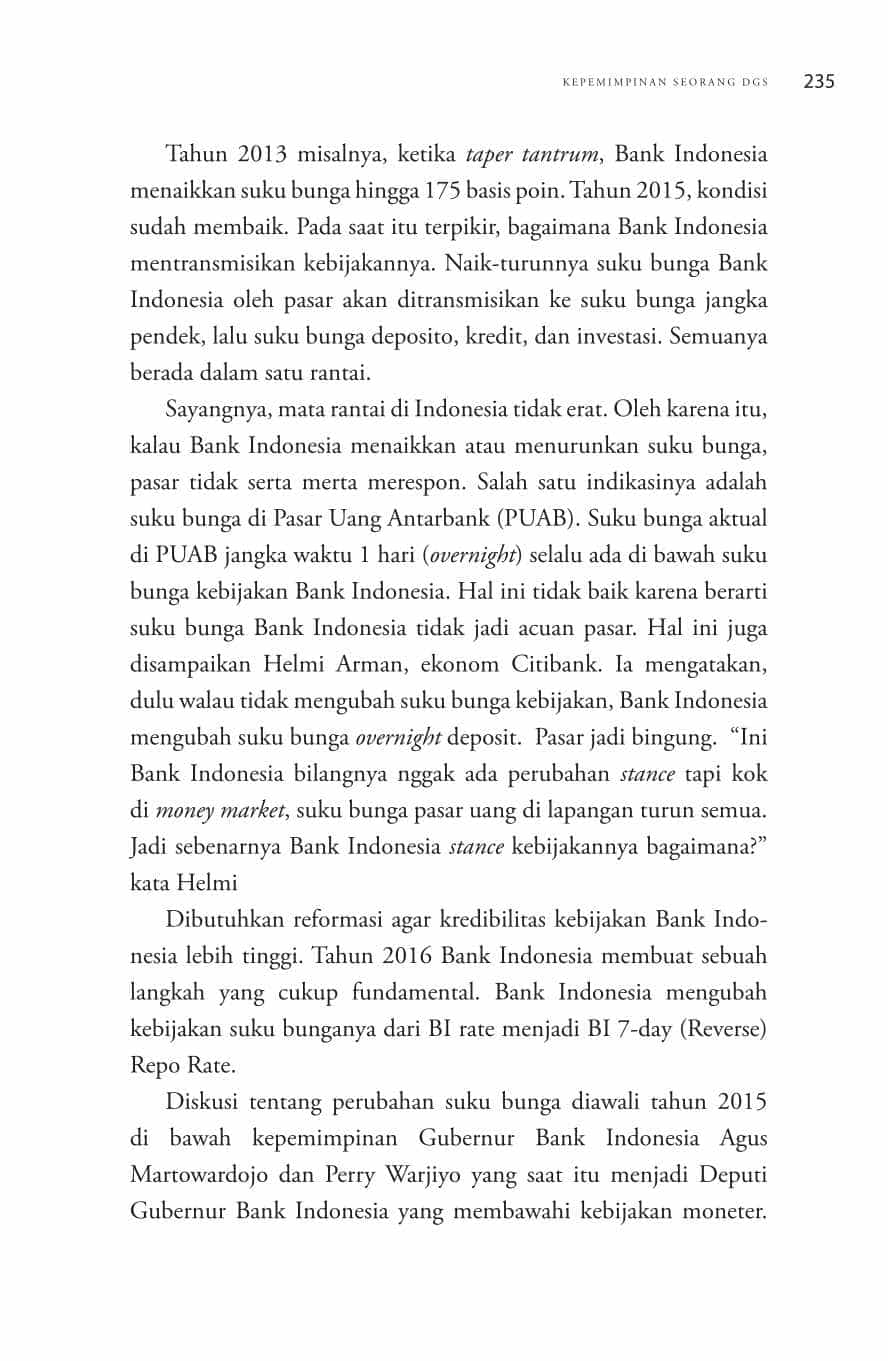 KEPEMIMPINAN SEORANG DGS 235
Tahun 2013 misalnya, ketika taper tantrum, Bank Indonesia
menaikkan suku bunga hingga 175 basis poin. Tahun 2015, kondisi
sudah membaik. Pada saat itu terpikir, bagaimana Bank Indonesia
mentransmisikan kebijakannya. Naik-turunnya suku bunga Bank
Indonesia oleh pasar akan ditransmisikan ke suku bunga jangka
pendek, lalu suku bunga deposito, kredit, dan investasi. Semuanya
berada dalam satu rantai.
Sayangnya, mata rantai di Indonesia tidak erat. Oleh karena itu,
kalau Bank Indonesia menaikkan atau menurunkan suku bunga,
pasar tidak serta merta merespon. Salah satu indikasinya adalah
suku bunga di Pasar Uang Antarbank (PUAB). Suku bunga aktual
di PUAB jangka waktu 1 hari (overnight) selalu ada di bawah suku
bunga kebijakan Bank Indonesia. Hal ini tidak baik karena berarti
suku bunga Bank Indonesia tidak jadi acuan pasar. Hal ini juga
disampaikan Helmi Arman, ekonom Citibank. Ia mengatakan,
dulu walau tidak mengubah suku bunga kebijakan, Bank Indonesia
mengubah suku bunga overnight deposit.  Pasar jadi bingung.  “Ini
Bank Indonesia bilangnya nggak ada perubahan stance tapi kok
di money market, suku bunga pasar uang di lapangan turun semua.
Jadi sebenarnya Bank Indonesia stance kebijakannya bagaimana?”
kata Helmi
Dibutuhkan reformasi agar kredibilitas kebijakan Bank Indo-
nesia lebih tinggi. Tahun 2016 Bank Indonesia membuat sebuah
langkah yang cukup fundamental. Bank Indonesia mengubah
kebijakan suku bunganya dari BI rate menjadi BI 7-day (Reverse)
Repo Rate.
Diskusi tentang perubahan suku bunga diawali tahun 2015
di bawah kepemimpinan Gubernur Bank Indonesia Agus
Martowardojo dan Perry Warjiyo yang saat itu menjadi Deputi
Gubernur Bank Indonesia yang membawahi kebijakan moneter.